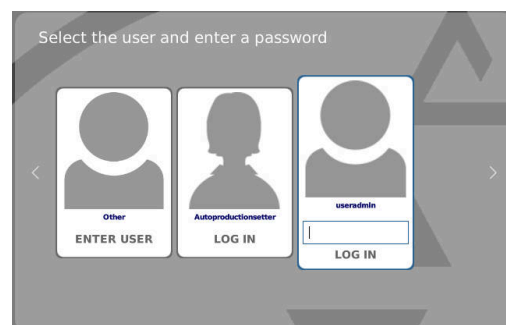 Select the user and enter a password
Other
ENTER USER
Autoproductionsetter
LOG IN
useradmin
LOG IN